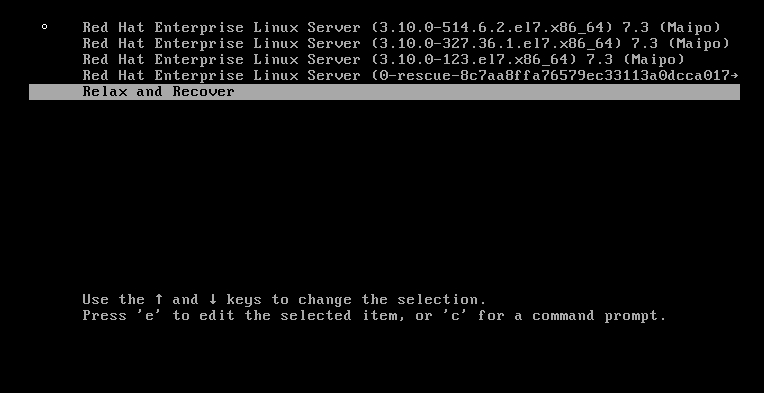 Red Hat Enterprise Linux Server (3.10.0-514.6.2.el7.x86_64) 7.3 (Maipo)
Red Hat Enterprise Linux Server (3.10.0-327.36.1.el7.x86_64) 7.3 (Maipo)
Red Hat Enterprise Linux Server (3.10.0-123.el7.x86_64) 7.3 (Maipo)
Red Hat Enterprise Linux Server (0-rescue-8c7aa8ffa76579ec33113a0dcca017→
Relax and Recover
Use the ↑ and ↓ keys to change the selection.
Press 'e' to edit the selected item, or 'c' for a command prompt.